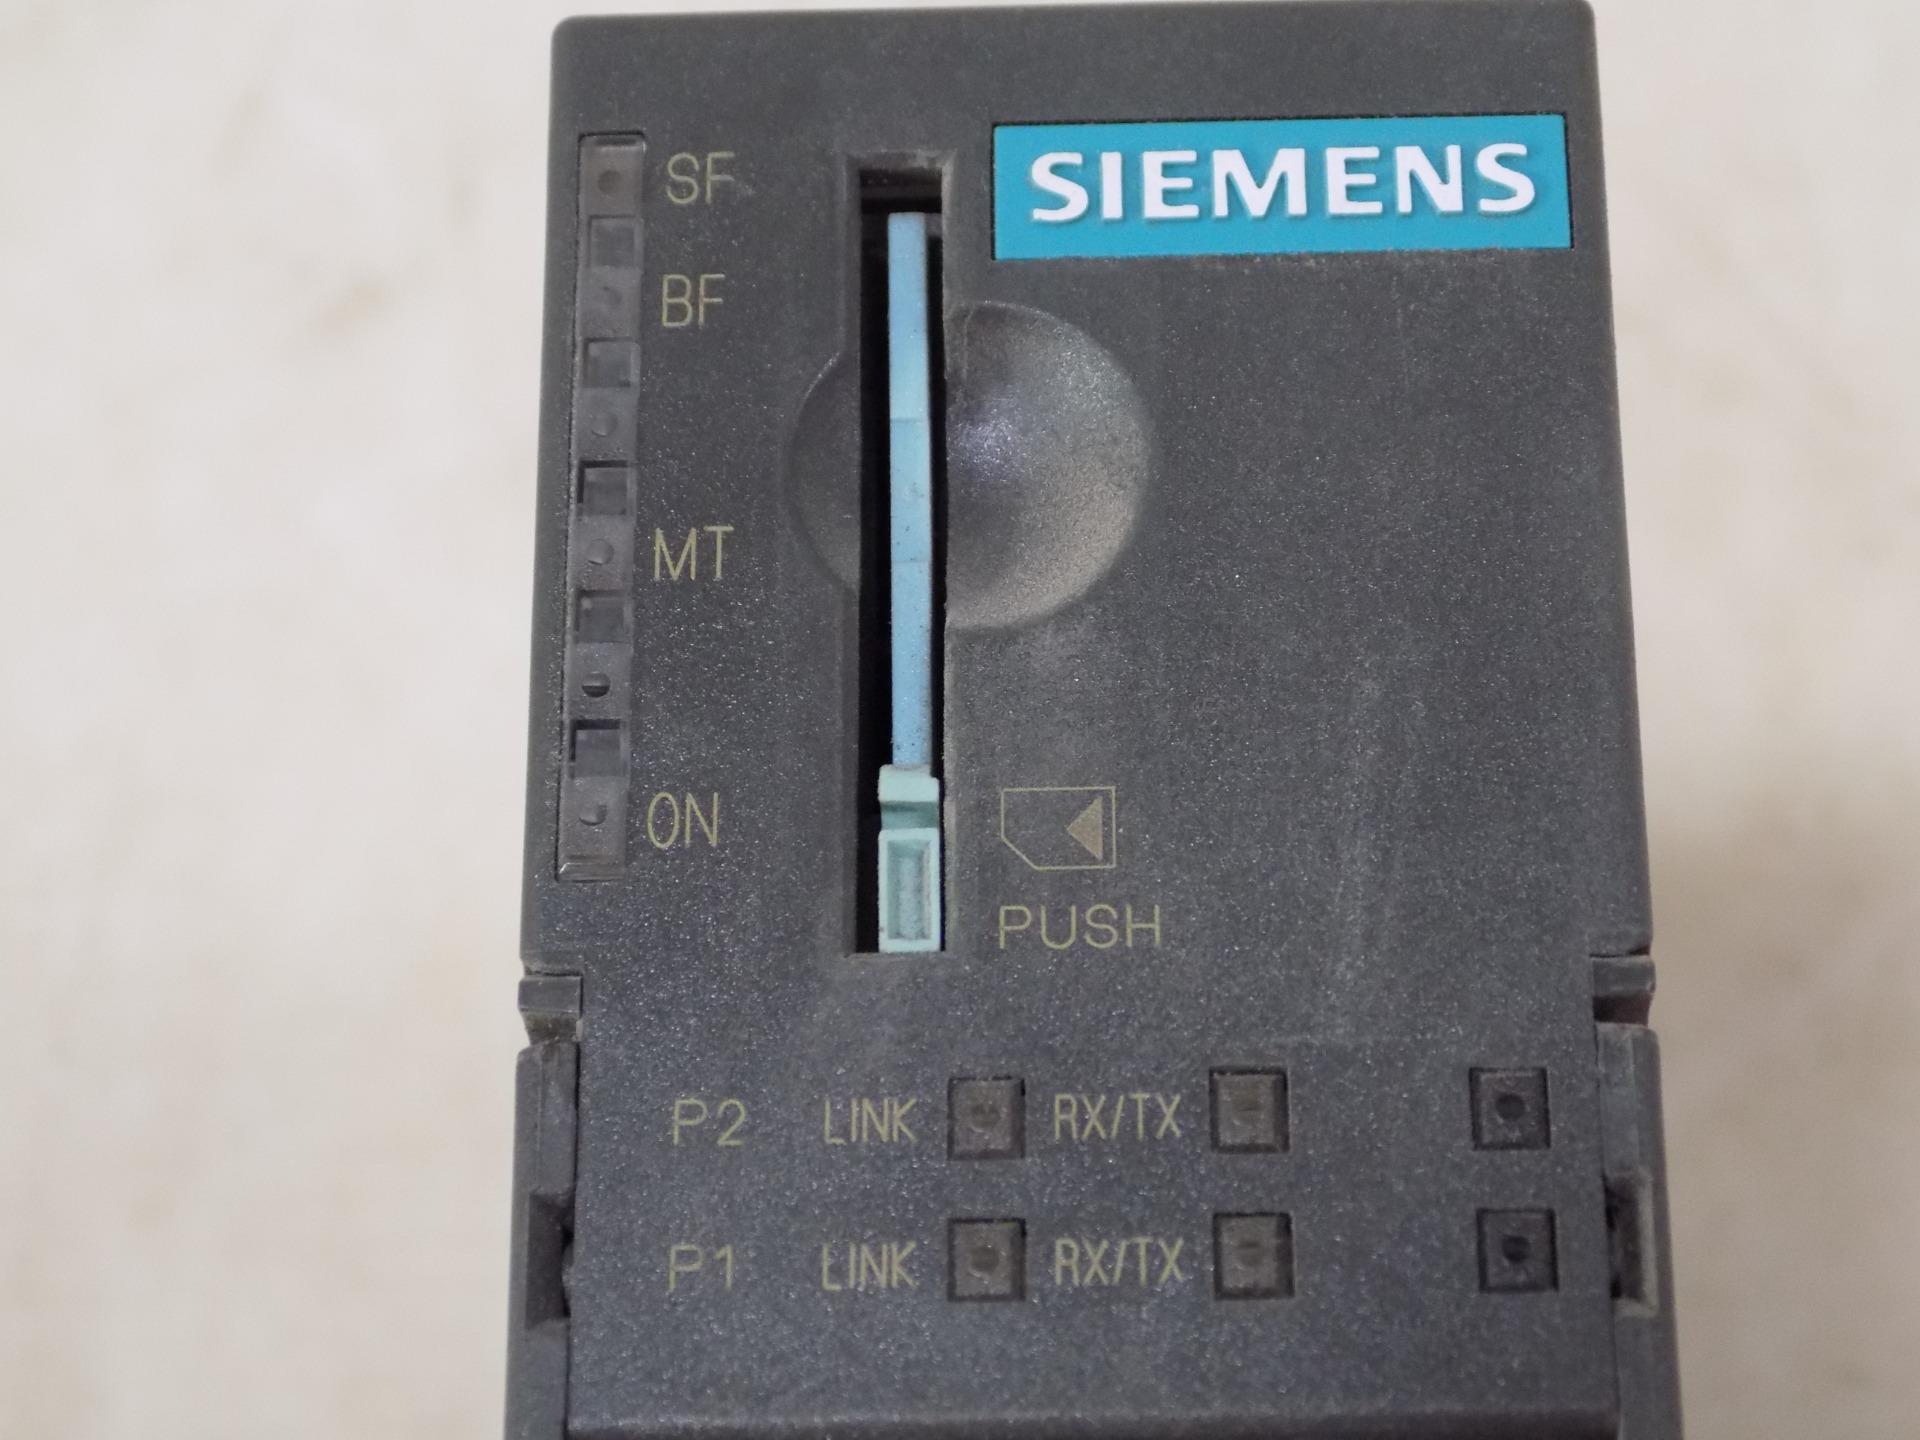 SIEMENS
SF
BF
MT
ON
PUSH
P2 LINK RX/TX
P1 LINK RX/TX